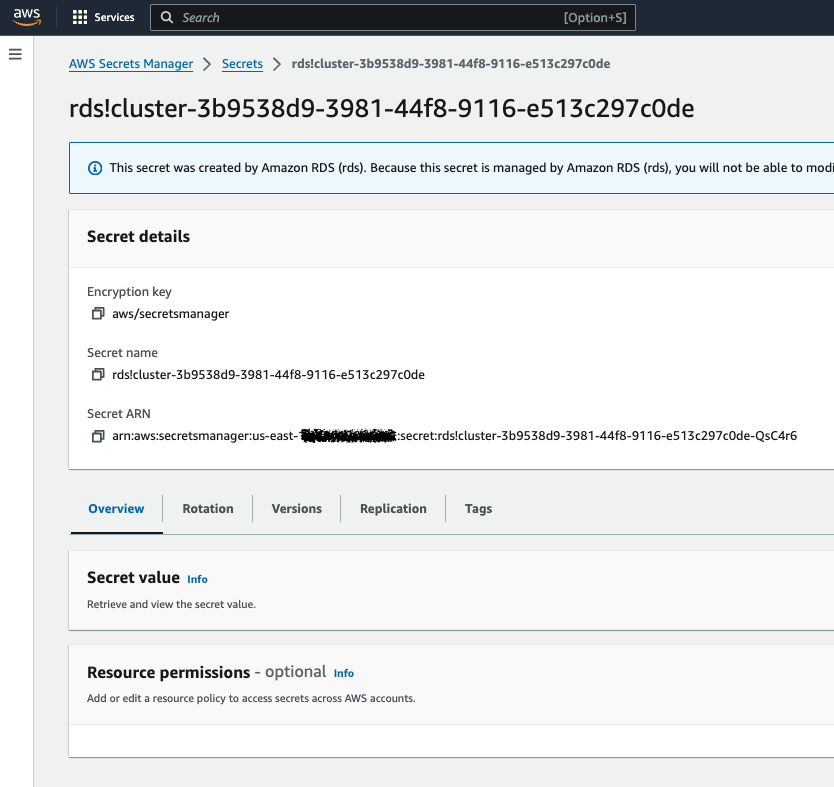 aws Services Search [Option+S]
AWS Secrets Manager Secrets rds!cluster-3b9538d9-3981-44f8-9116-e513c297c0de
rds!cluster-3b9538d9-3981-44f8-9116-e513c297c0de
This secret was created by Amazon RDS (rds). Because this secret is managed by Amazon RDS (rds), you will not be able to modi
Secret details
Encryption key
aws/secretsmanager
Secret name
rds!cluster-3b9538d9-3981-44f8-9116-e513c297c0de
Secret ARN
arn:aws:secretsmanager:us-east- :secret:rds!cluster-3b9538d9-3981-44f8-9116-e513c297c0de-QsC4r6
Overview Rotation Versions Replication Tags
Secret value Info
Retrieve and view the secret value.
Resource permissions - optional Info
Add or edit a resource policy to access secrets across AWS accounts.